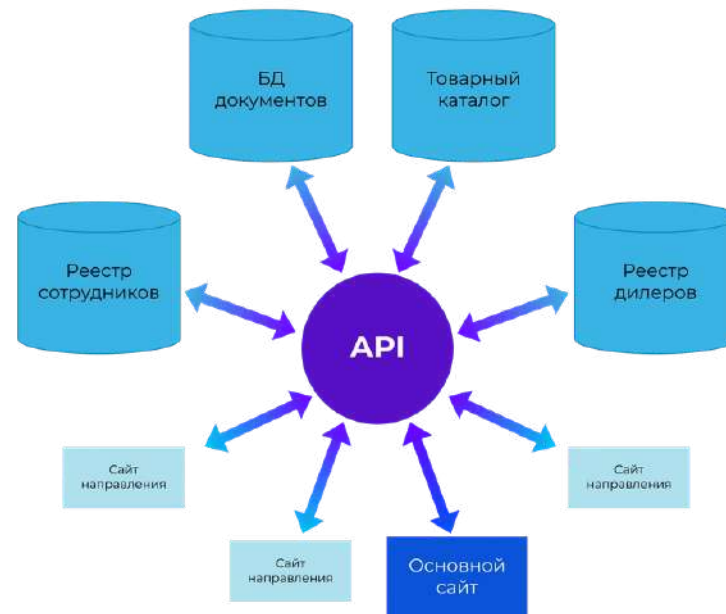 БД
документов
Товарный
каталог
Реестр
сотрудников
Реестр
дилеров
API
Сайт
направления
Сайт
направления
Сайт
направления
Основной
сайт